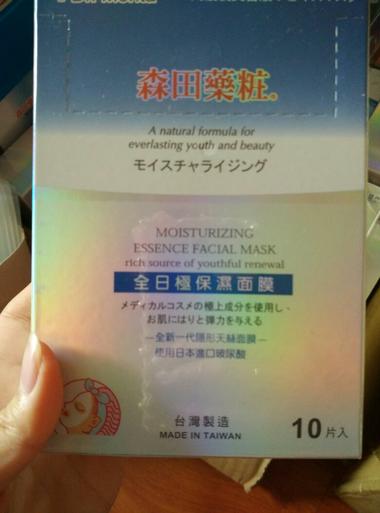 森田藥粧
A natural formula for
everlasting youth and beauty
モイスチャライジング
MOISTURIZING
ESSENCE FACIAL MASK
rich source of youthful renewal
全日極保濕面膜
メディカルコスメの極上成分を使用し、
お肌にはりと弾力を与える
—全新一代隱形天絲面膜—
使用日本進口玻尿酸
台灣製造
MADE IN TAIWAN
10片入